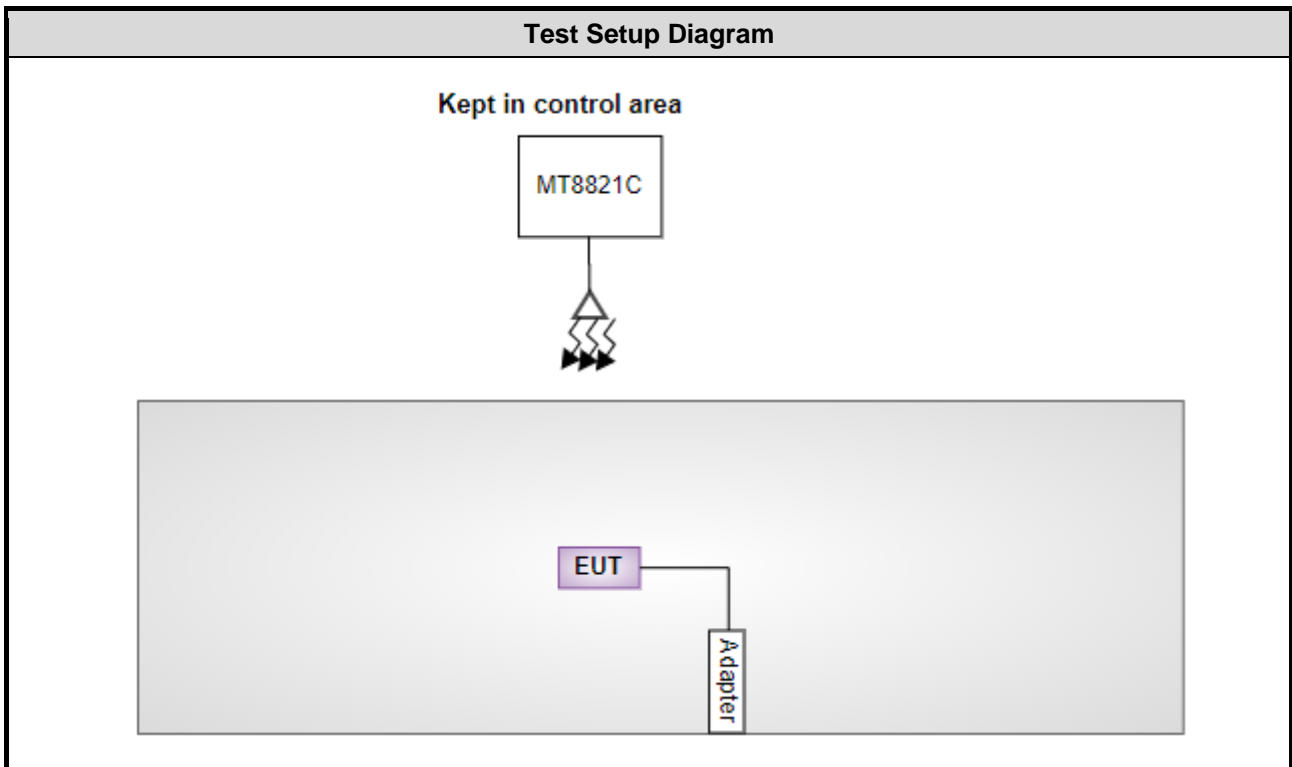 Test Setup Diagram
Kept in control area
MT8821C
EUT
Adapter